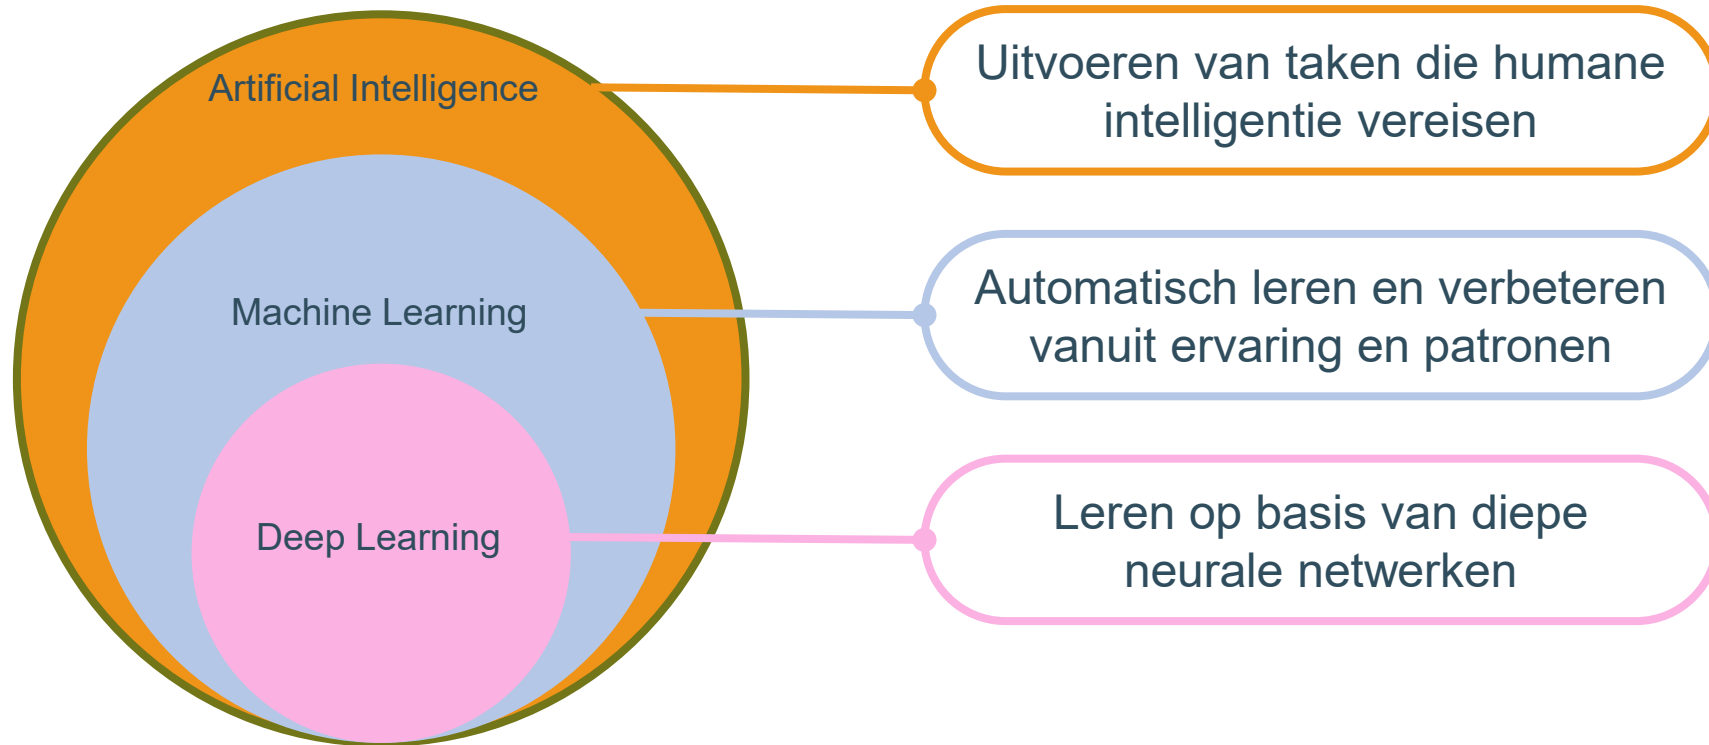 Artificial Intelligence
Uitvoeren van taken die humane
intelligentie vereisen
Machine Learning
Automatisch leren en verbeteren
vanuit ervaring en patronen
Deep Learning
Leren op basis van diepe
neurale netwerken